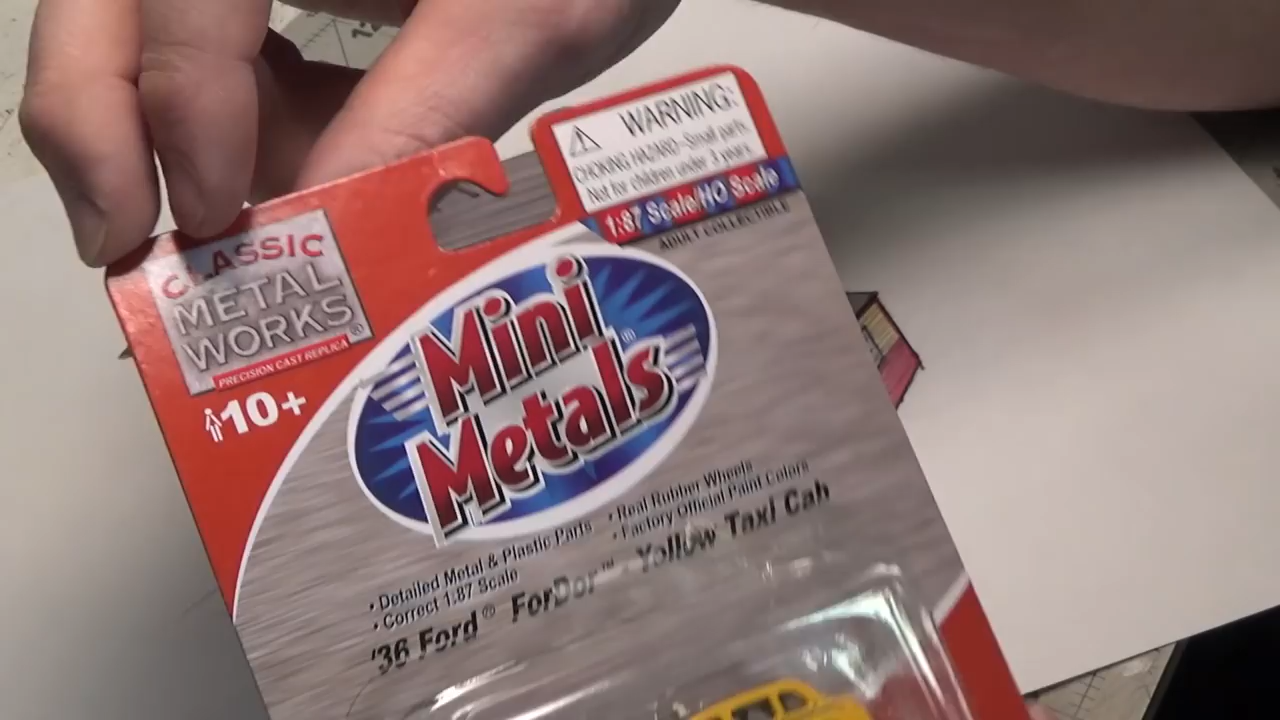 WARNING:
CHOKING HAZARD-Small parts.
Not for children under 3 years.
1:87 Scale/HO Scale
ADULT COLLECTIBLE
CLASSIC
METAL
WORKS®
PRECISION CAST REPLICA
10+
Mini
Metals®
• Detailed Metal & Plastic Parts
• Correct 1:87 Scale
• Real Rubber Wheels
• Factory Official Paint Colors
'36 Ford® ForDor™ - Yellow Taxi Cab